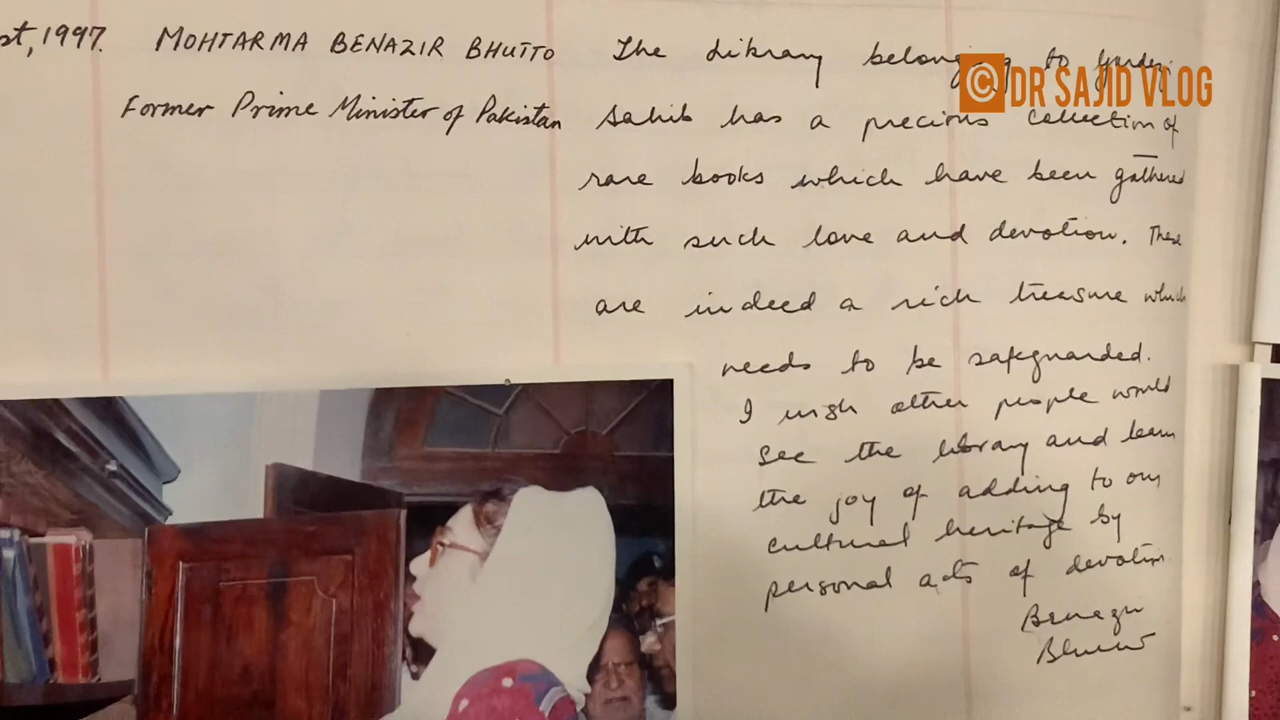 st, 1997. MOHTARMA BENAZIR BHUTTO
Former Prime Minister of Pakistan
The Library belonging to
Sahib has a precious collection of
rare books which have been gathered
with such love and devotion. These
are indeed a rich treasure which
needs to be safeguarded.
I wish other people would
see the library and learn
the joy of adding to our
cultural heritage by
personal acts of devotion.
Benazir
Bhutto
© DR SAJID VLOG